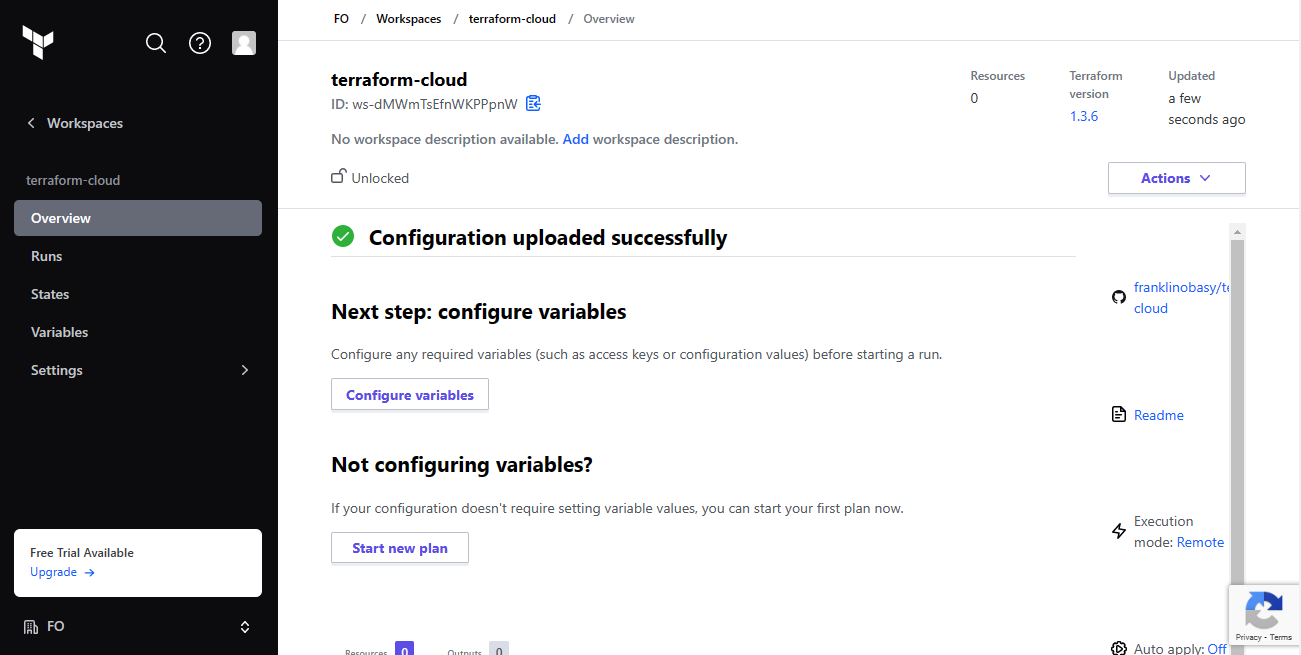 FO / Workspaces / terraform-cloud / Overview
Workspaces
terraform-cloud
Overview
Runs
States
Variables
Settings
Free Trial Available
Upgrade →
FO
terraform-cloud
ID: ws-dMWmTsEfnWKPPpnW
No workspace description available. Add workspace description.
Unlocked
Resources
0
Terraform
version
1.3.6
Updated
a few
seconds ago
Actions
Configuration uploaded successfully
Next step: configure variables
Configure any required variables (such as access keys or configuration values) before starting a run.
Configure variables
Not configuring variables?
If your configuration doesn't require setting variable values, you can start your first plan now.
Start new plan
Resources 0 Outputs 0
franklinobasy/te
cloud
Readme
Execution
mode: Remote
Auto apply: Off
Privacy - Terms